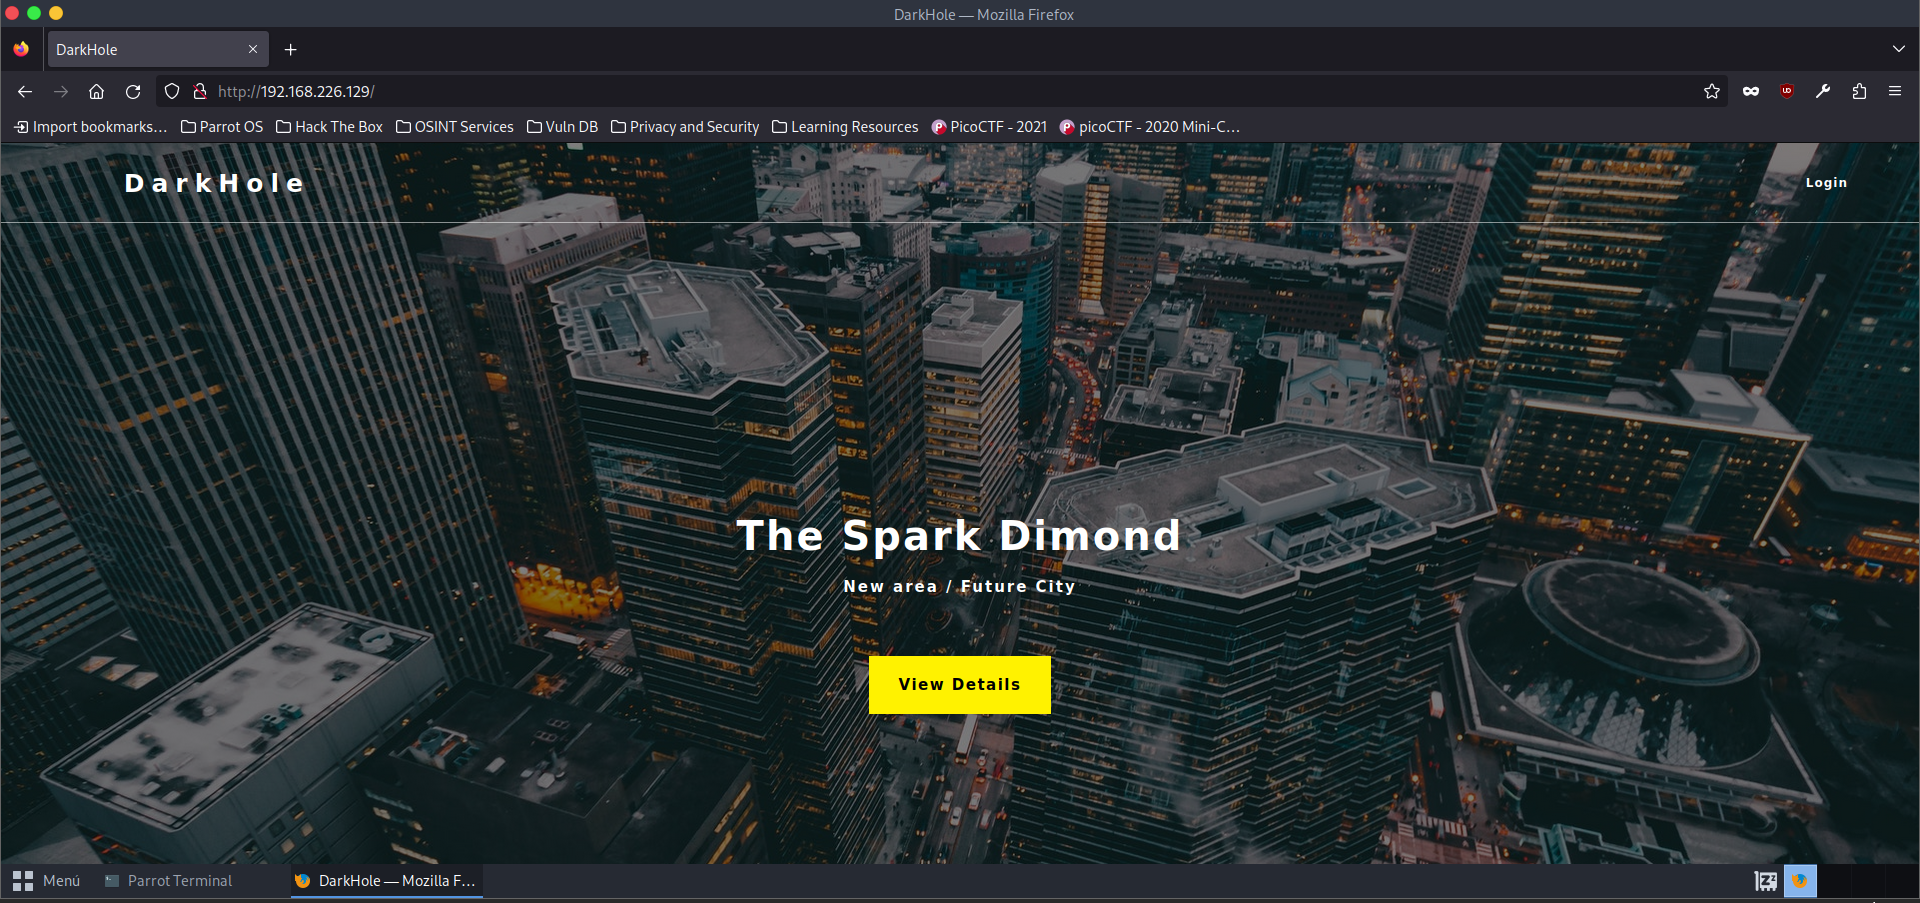 DarkHole — Mozilla Firefox
DarkHole
http://192.168.226.129/
Import bookmarks... Parrot OS Hack The Box OSINT Services Vuln DB Privacy and Security Learning Resources PicoCTF - 2021 picoCTF - 2020 Mini-C...
DarkHole Login
The Spark Dimond
New area / Future City
View Details
Menú Parrot Terminal DarkHole — Mozilla F...